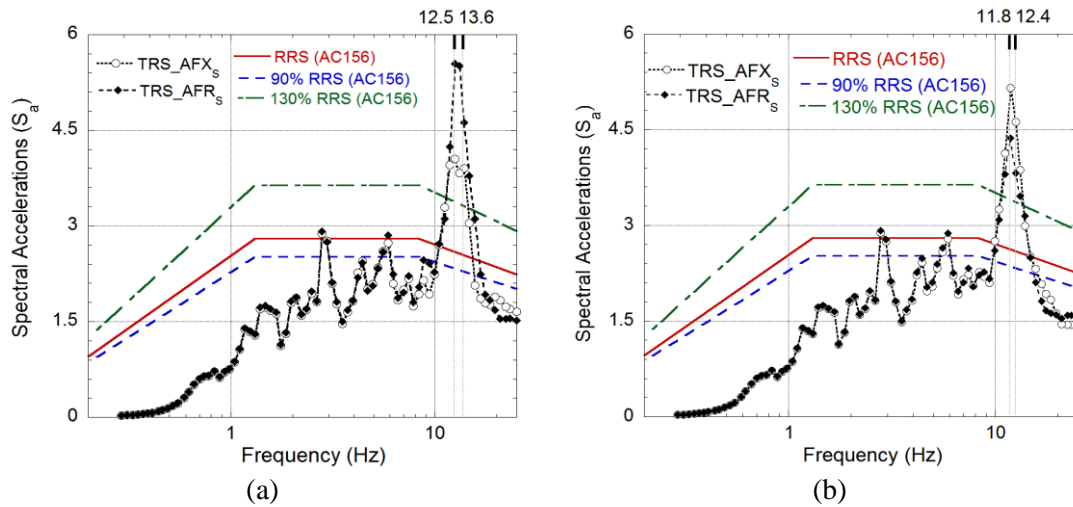 12.5 13.6
6
4.5
3
1.5
0
Spectral Accelerations (Sₐ)
TRS_AFXₛ
TRS_AFRₛ
RRS (AC156)
90% RRS (AC156)
130% RRS (AC156)
1 10
Frequency (Hz)
(a)
11.8 12.4
6
4.5
3
1.5
0
Spectral Accelerations (Sₐ)
TRS_AFXₛ
TRS_AFRₛ
RRS (AC156)
90% RRS (AC156)
130% RRS (AC156)
1 10
Frequency (Hz)
(b)